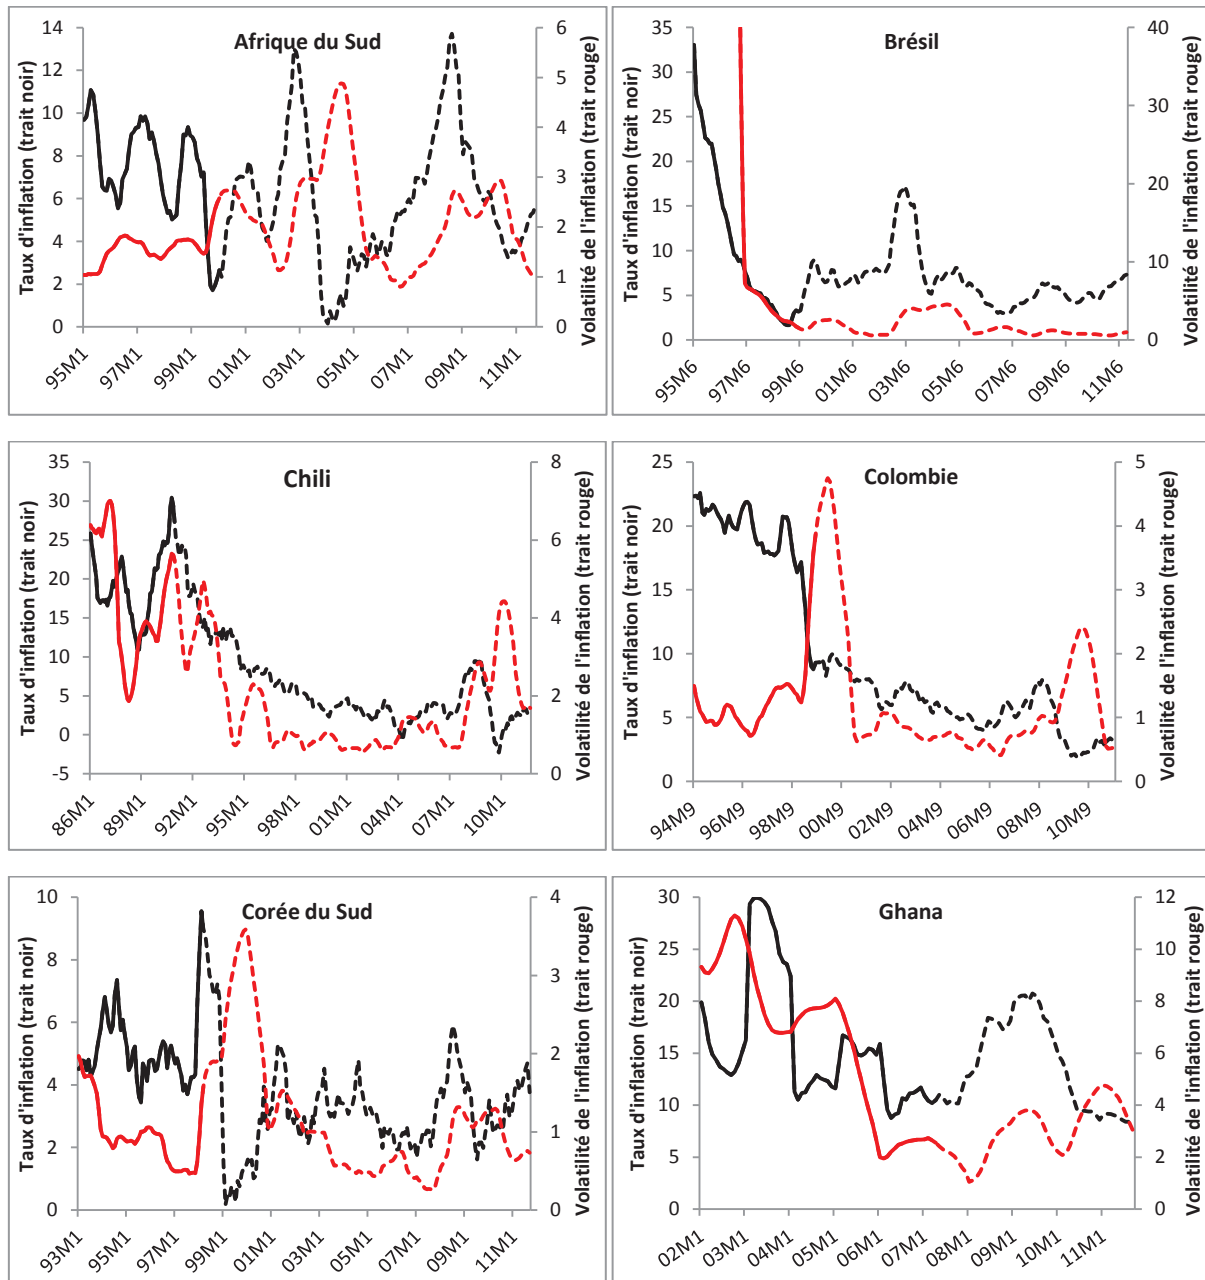 Afrique du Sud
Taux d'inflation (trait noir)
14
12
10
8
6
4
2
0
6
5
4
3
2
1
0
Volatilité de l'inflation (trait rouge)
95M1
97M1
99M1
01M1
03M1
05M1
07M1
09M1
11M1
Brésil
Taux d'inflation (trait noir)
35
30
25
20
15
10
5
0
40
30
20
10
0
Volatilité de l'inflation (trait rouge)
95M6
97M6
99M6
01M6
03M6
05M6
07M6
09M6
11M6
Chili
Taux d'inflation (trait noir)
35
30
25
20
15
10
5
0
-5
8
6
4
2
0
Volatilité de l'inflation (trait rouge)
86M1
89M1
92M1
95M1
98M1
01M1
04M1
07M1
10M1
Colombie
Taux d'inflation (trait noir)
25
20
15
10
5
0
5
4
3
2
1
0
Volatilité de l'inflation (trait rouge)
94M9
96M9
98M9
00M9
02M9
04M9
06M9
08M9
10M9
Corée du Sud
Taux d'inflation (trait noir)
10
8
6
4
2
0
4
3
2
1
0
Volatilité de l'inflation (trait rouge)
93M1
95M1
97M1
99M1
01M1
03M1
05M1
07M1
09M1
11M1
Ghana
Taux d'inflation (trait noir)
30
25
20
15
10
5
0
12
10
8
6
4
2
0
Volatilité de l'inflation (trait rouge)
02M1
03M1
04M1
05M1
06M1
07M1
08M1
09M1
10M1
11M1